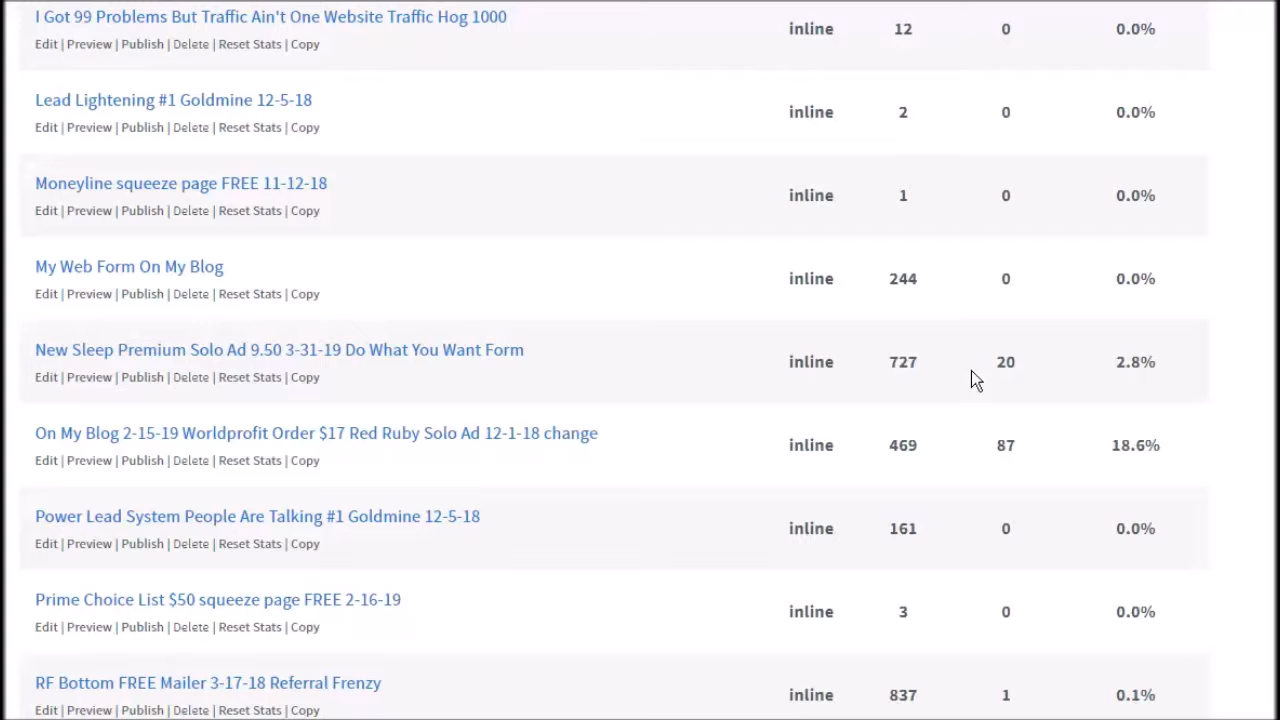 I Got 99 Problems But Traffic Ain't One Website Traffic Hog 1000
Edit | Preview | Publish | Delete | Reset Stats | Copy
inline 12 0 0.0%
Lead Lightening #1 Goldmine 12-5-18
Edit | Preview | Publish | Delete | Reset Stats | Copy
inline 2 0 0.0%
Moneyline squeeze page FREE 11-12-18
Edit | Preview | Publish | Delete | Reset Stats | Copy
inline 1 0 0.0%
My Web Form On My Blog
Edit | Preview | Publish | Delete | Reset Stats | Copy
inline 244 0 0.0%
New Sleep Premium Solo Ad 9.50 3-31-19 Do What You Want Form
Edit | Preview | Publish | Delete | Reset Stats | Copy
inline 727 20 2.8%
On My Blog 2-15-19 Worldprofit Order $17 Red Ruby Solo Ad 12-1-18 change
Edit | Preview | Publish | Delete | Reset Stats | Copy
inline 469 87 18.6%
Power Lead System People Are Talking #1 Goldmine 12-5-18
Edit | Preview | Publish | Delete | Reset Stats | Copy
inline 161 0 0.0%
Prime Choice List $50 squeeze page FREE 2-16-19
Edit | Preview | Publish | Delete | Reset Stats | Copy
inline 3 0 0.0%
RF Bottom FREE Mailer 3-17-18 Referral Frenzy
Edit | Preview | Publish | Delete | Reset Stats | Copy
inline 837 1 0.1%